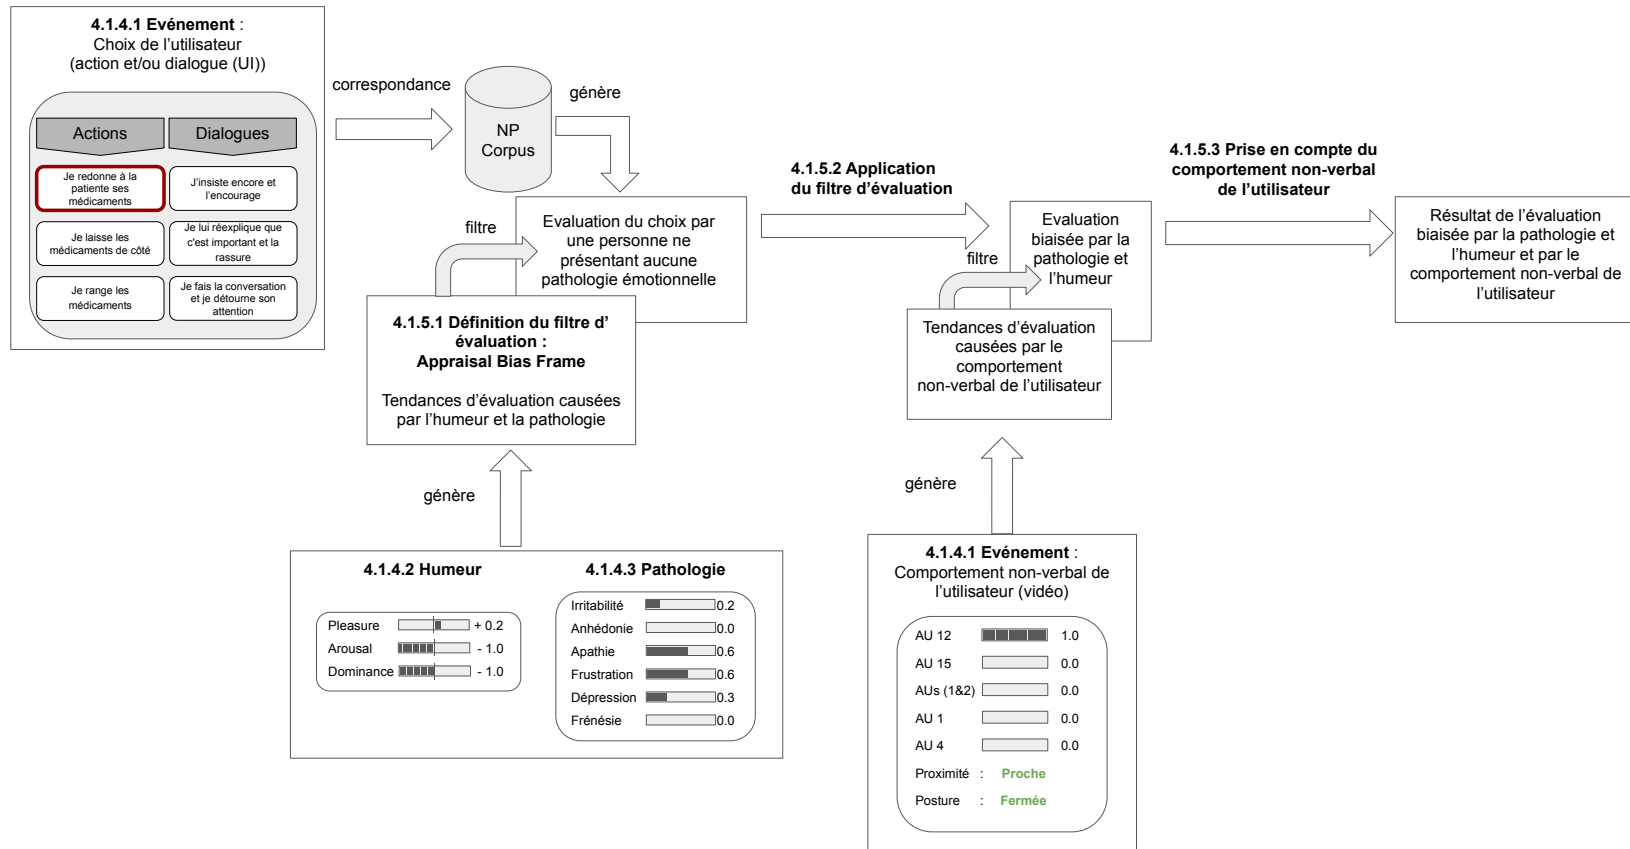 4.1.4.1 Evénement :
Choix de l'utilisateur
(action et/ou dialogue (UI))
Actions
Dialogues
Je redonne à la
patiente ses
médicaments
J'insiste encore et
l'encourage
Je laisse les
médicaments de côté
Je lui réexplique que
c'est important et la
rassure
Je range les
médicaments
Je fais la conversation
et je détourne son
attention
correspondance
NP
Corpus
génère
filtre
Evaluation du choix par
une personne ne
présentant aucune
pathologie émotionnelle
4.1.5.1 Définition du filtre d'
évaluation :
Appraisal Bias Frame
Tendances d'évaluation causées
par l'humeur et la pathologie
génère
4.1.4.2 Humeur
Pleasure + 0.2
Arousal - 1.0
Dominance - 1.0
4.1.4.3 Pathologie
Irritabilité 0.2
Anhédonie 0.0
Apathie 0.6
Frustration 0.6
Dépression 0.3
Frénésie 0.0
4.1.5.2 Application
du filtre d'évaluation
filtre
Evaluation
biaisée par la
pathologie et
l'humeur
Tendances d'évaluation
causées par le
comportement
non-verbal de l'utilisateur
génère
4.1.4.1 Evénement :
Comportement non-verbal de
l'utilisateur (vidéo)
AU 12 1.0
AU 15 0.0
AUs (1&2) 0.0
AU 1 0.0
AU 4 0.0
Proximité : Proche
Posture : Fermée
4.1.5.3 Prise en compte du
comportement non-verbal
de l'utilisateur
Résultat de l'évaluation
biaisée par la pathologie et
l'humeur et par le
comportement non-verbal de
l'utilisateur